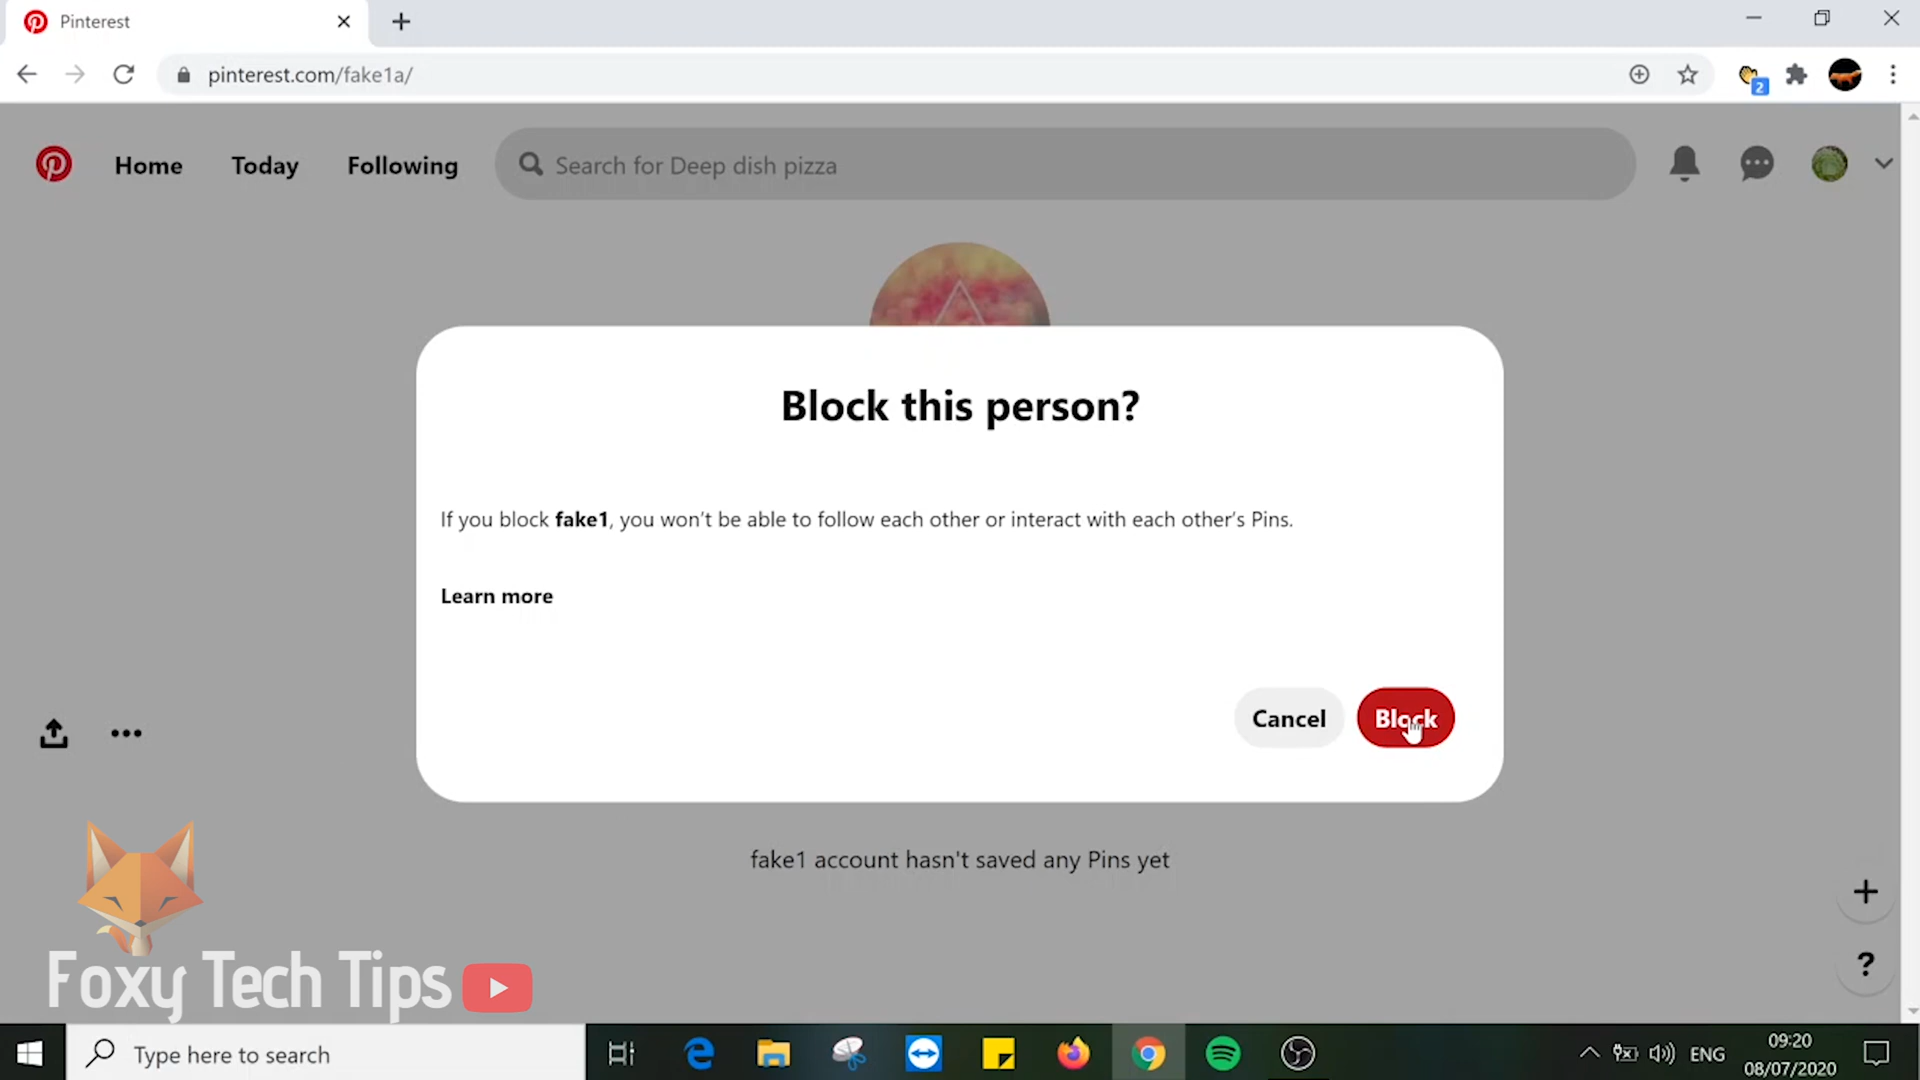 Pinterest
pinterest.com/fake1a/
2
Home Today Following Search for Deep dish pizza
Block this person?
If you block fake1, you won't be able to follow each other or interact with each other's Pins.
Learn more
Cancel Block
fake1 account hasn't saved any Pins yet
Foxy Tech Tips
?
Type here to search
ENG
09:20
08/07/2020